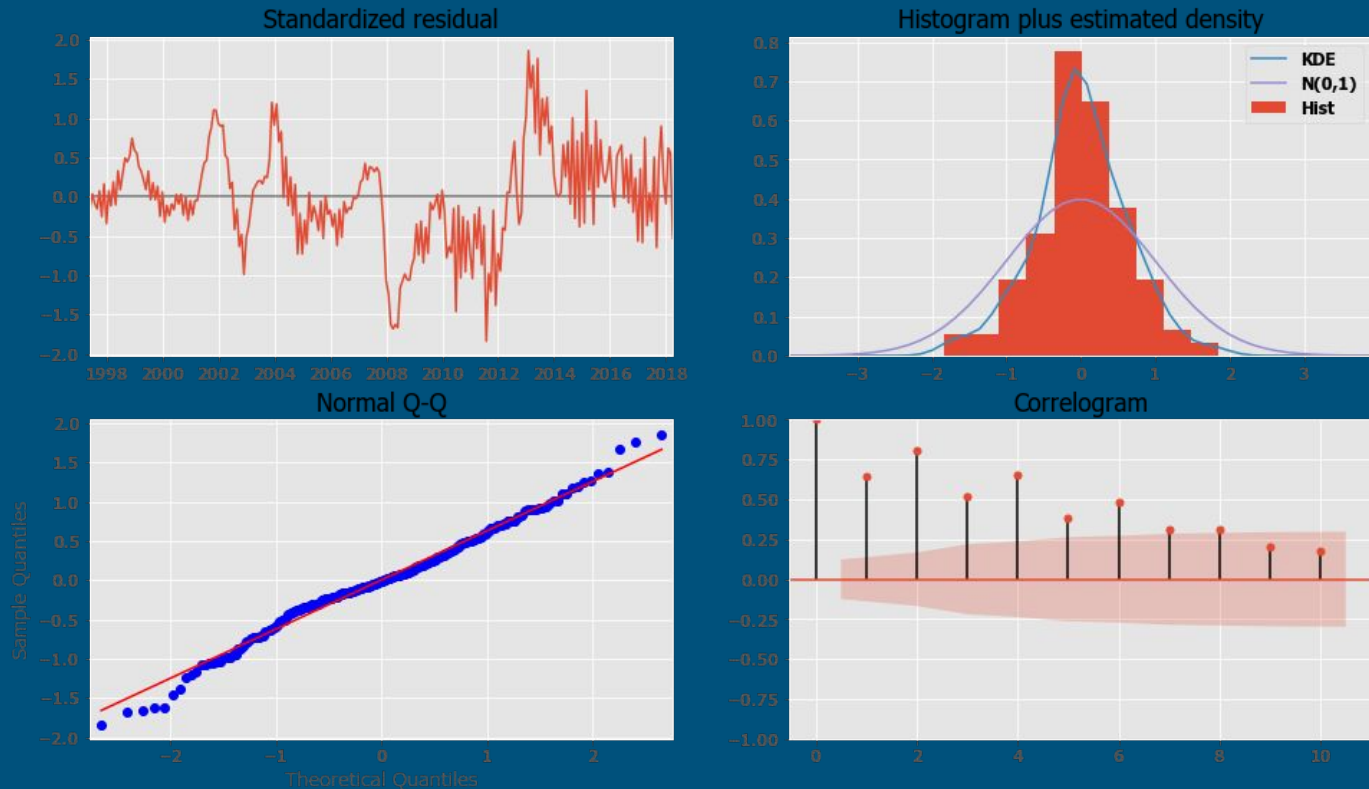 Standardized residual
2.0
1.5
1.0
0.5
0.0
−0.5
−1.0
−1.5
−2.0
1998 2000 2002 2004 2006 2008 2010 2012 2014 2016 2018
Histogram plus estimated density
0.8
0.7
0.6
0.5
0.4
0.3
0.2
0.1
0.0
−3 −2 −1 0 1 2 3
KDE
N(0,1)
Hist
Normal Q-Q
Sample Quantiles
2.0
1.5
1.0
0.5
0.0
−0.5
−1.0
−1.5
−2.0
−2 −1 0 1 2
Theoretical Quantiles
Correlogram
1.00
0.75
0.50
0.25
0.00
−0.25
−0.50
−0.75
−1.00
0 2 4 6 8 10